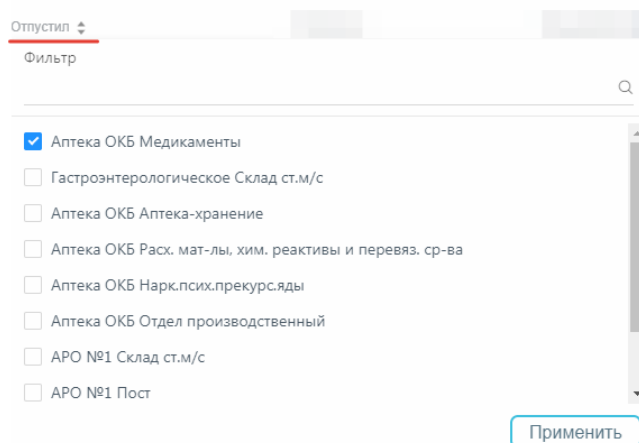 Отпустил
Фильтр
Аптека ОКБ Медикаменты
Гастроэнтерологическое Склад ст.м/с
Аптека ОКБ Аптека-хранение
Аптека ОКБ Расх. мат-лы, хим. реактивы и перевяз. ср-ва
Аптека ОКБ Нарк.псих.прекурс.яды
Аптека ОКБ Отдел производственный
АРО №1 Склад ст.м/с
АРО №1 Пост
Применить